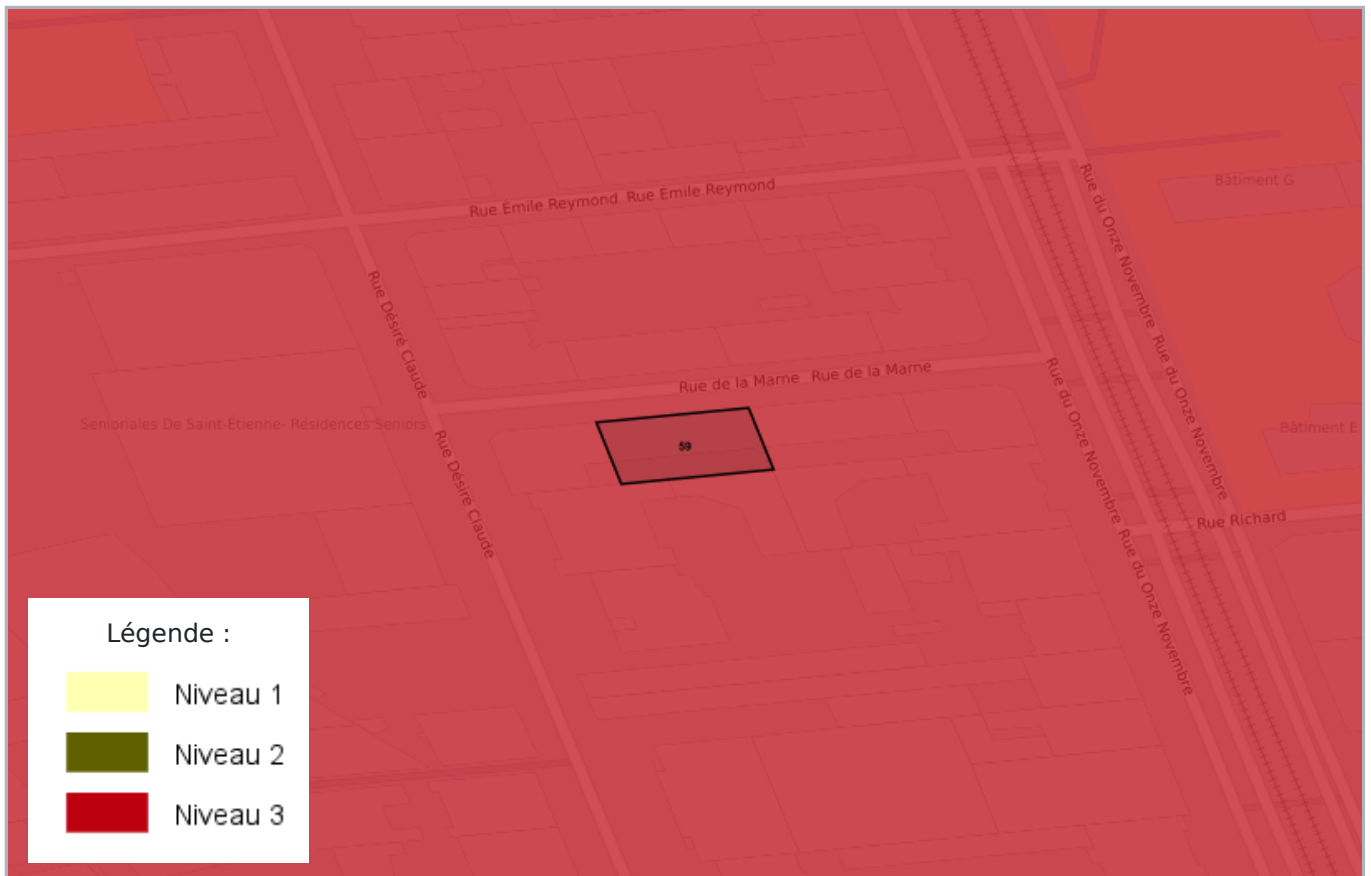 Rue Émile Reymond Rue Émile Reymond
Bâtiment G
Rue du Onze Novembre Rue du Onze Novembre
Rue Désiré Claude
Rue de la Marne Rue de la Marne
Senioriales De Saint-Etienne- Résidences Seniors
59
Bâtiment E
Rue Désiré Claude
Rue du Onze Novembre Rue du Onze Novembre
Rue Richard
Légende :
Niveau 1
Niveau 2
Niveau 3